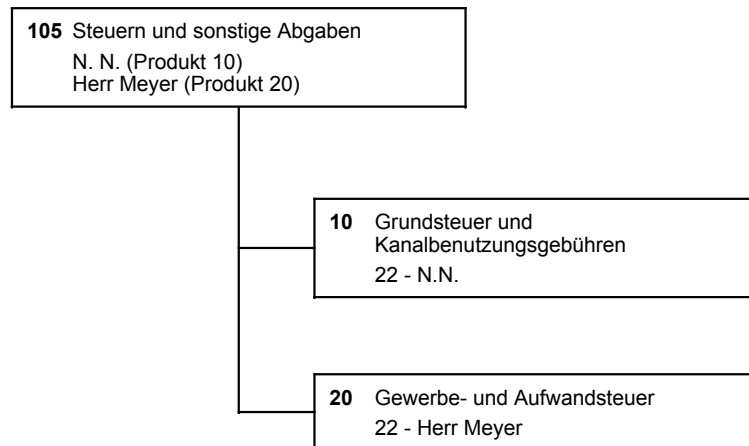 105 Steuern und sonstige Abgaben
N. N. (Produkt 10)
Herr Meyer (Produkt 20)
10 Grundsteuer und
Kanalbenutzungsgebühren
22 - N.N.
20 Gewerbe- und Aufwandsteuer
22 - Herr Meyer